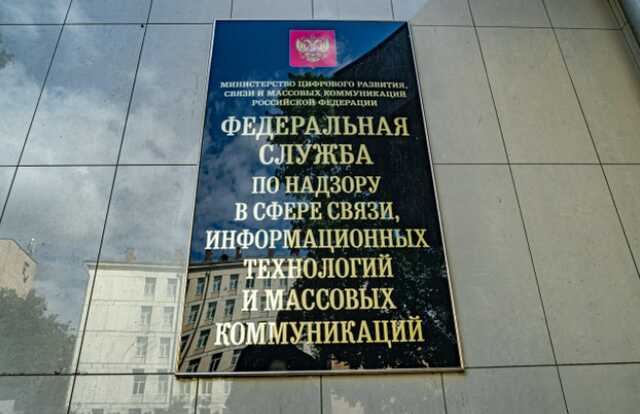 МИНИСТЕРСТВО ЦИФРОВОГО РАЗВИТИЯ,
СВЯЗИ И МАССОВЫХ КОММУНИКАЦИЙ
РОССИЙСКОЙ ФЕДЕРАЦИИ
ФЕДЕРАЛЬНАЯ
СЛУЖБА
ПО НАДЗОРУ
В СФЕРЕ СВЯЗИ,
ИНФОРМАЦИОННЫХ
ТЕХНОЛОГИЙ
И МАССОВЫХ
КОММУНИКАЦИЙ